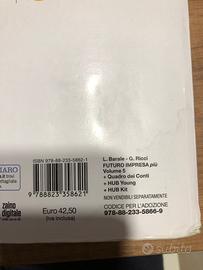 IARO
ISBN 978-88-233-5862-1
9 788823 358621
zaino
digitale
Euro 42,50
(iva inclusa)
L. Barale - G. Ricci
FUTURO IMPRESA più
Volume 5
+ Quadro dei Conti
+ HUB Young
+ HUB Kit
NON VENDIBILI SEPARATAMENTE
CODICE PER L'ADOZIONE
978-88-233-5866-9
subito